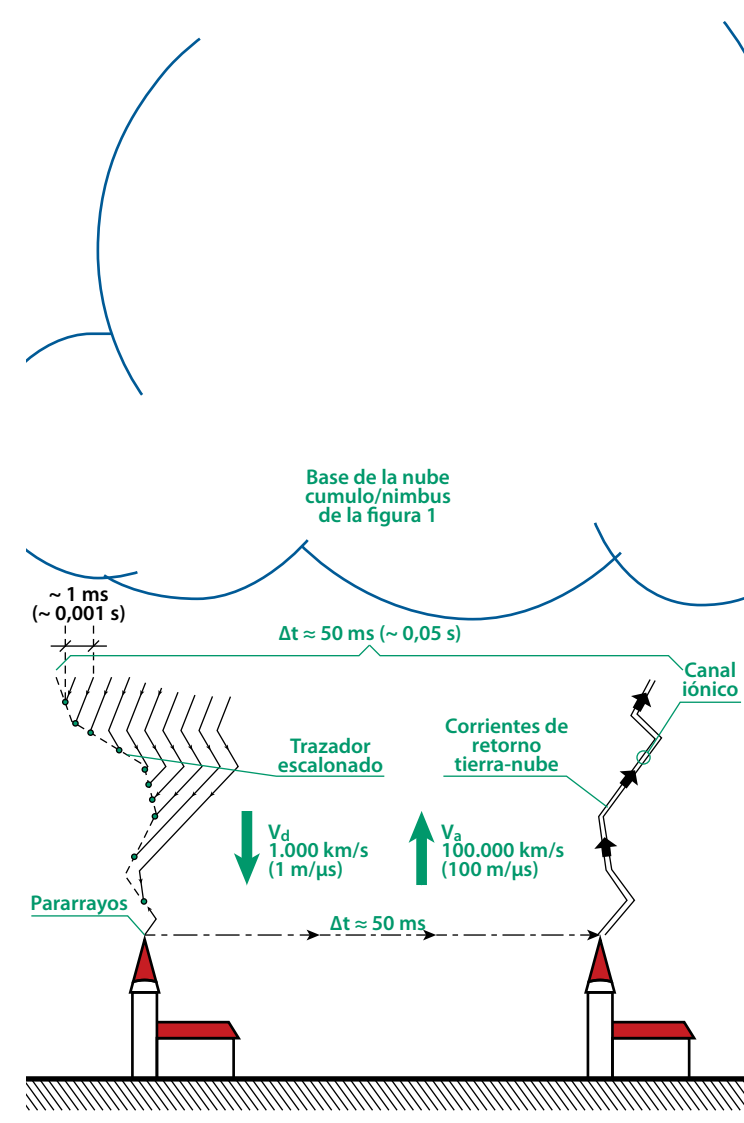 Base de la nube
cumulo/nimbus
de la figura 1
~ 1 ms
(~ 0,001 s)
Δt ≈ 50 ms (~ 0,05 s)
Canal
iónico
Trazador
escalonado
Corrientes de
retorno
tierra-nube
Vd
1.000 km/s
(1 m/µs)
Va
100.000 km/s
(100 m/µs)
Pararrayos
Δt ≈ 50 ms